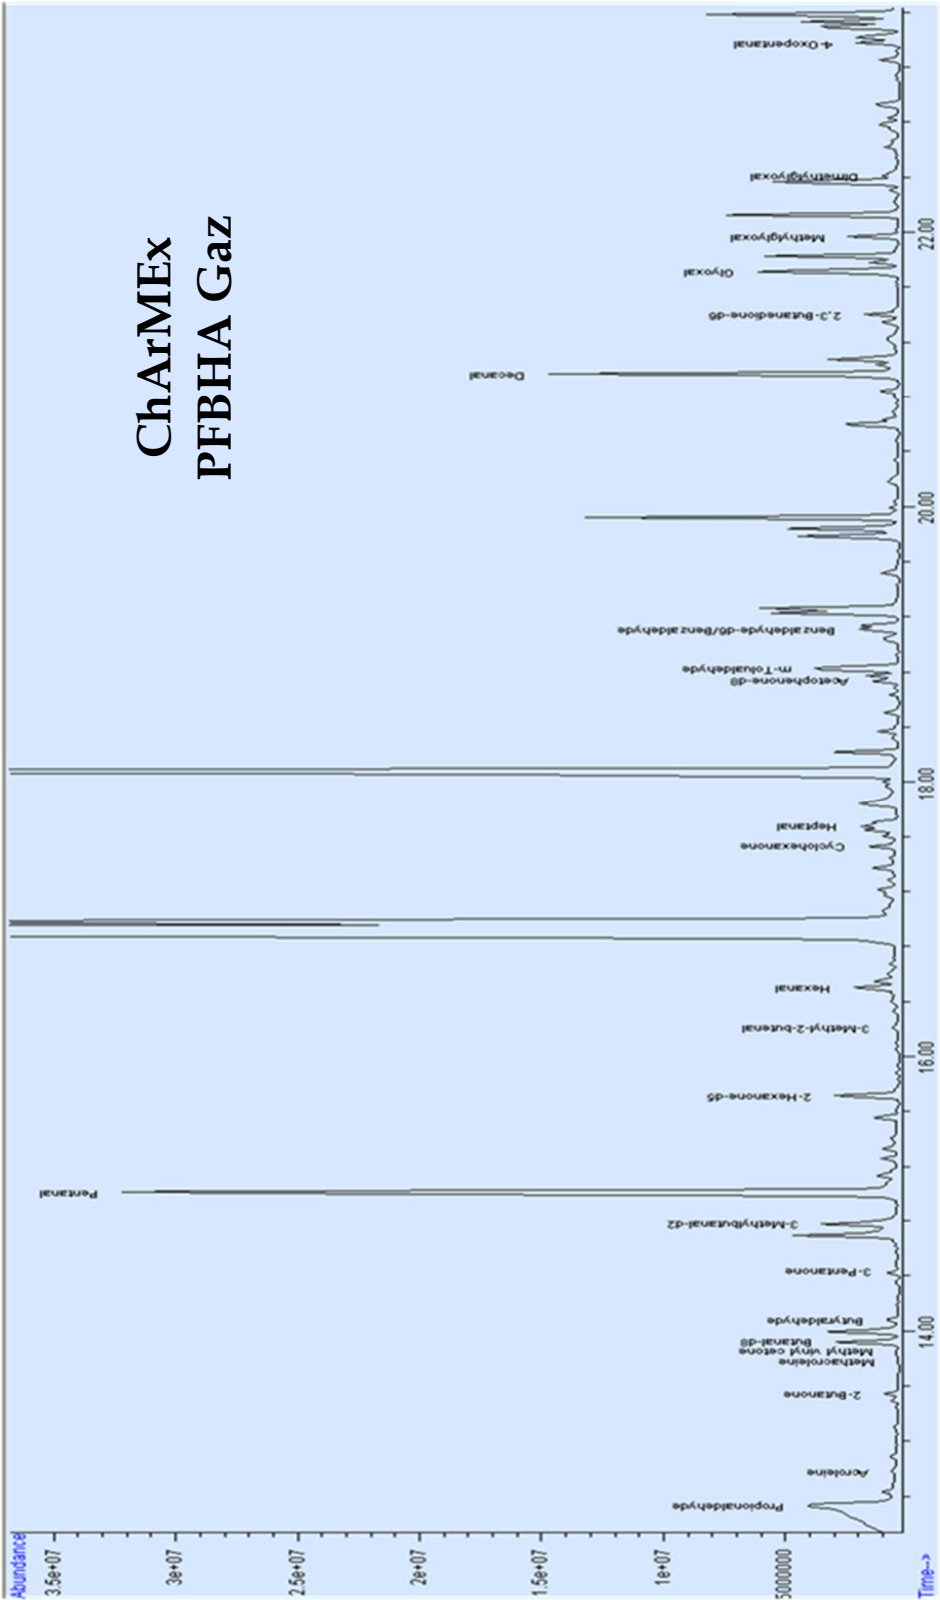 Abundance
ChArMEx
PFBHA Gaz
3.5e+07
3e+07
2.5e+07
2e+07
1.5e+07
1e+07
5000000
Propionaldehyde
Acroleine
2-Butanone
Methacroleine
Methyl vinyl cetone
Butanal-d8
Butyraldehyde
3-Pentanone
3-Methylbutanal-d2
Pentanal
2-Hexanone-d5
3-Methyl-2-butenal
Hexanal
Cyclohexanone
Heptanal
Acetophenone-d8
m-Tolualdehyde
Benzaldehyde-d6/Benzaldehyde
Decanal
2,3-Butanedione-d6
Glyoxal
Methylglyoxal
Dimethylglyoxal
4-Oxopentanal
14.00
16.00
18.00
20.00
22.00
Time-->